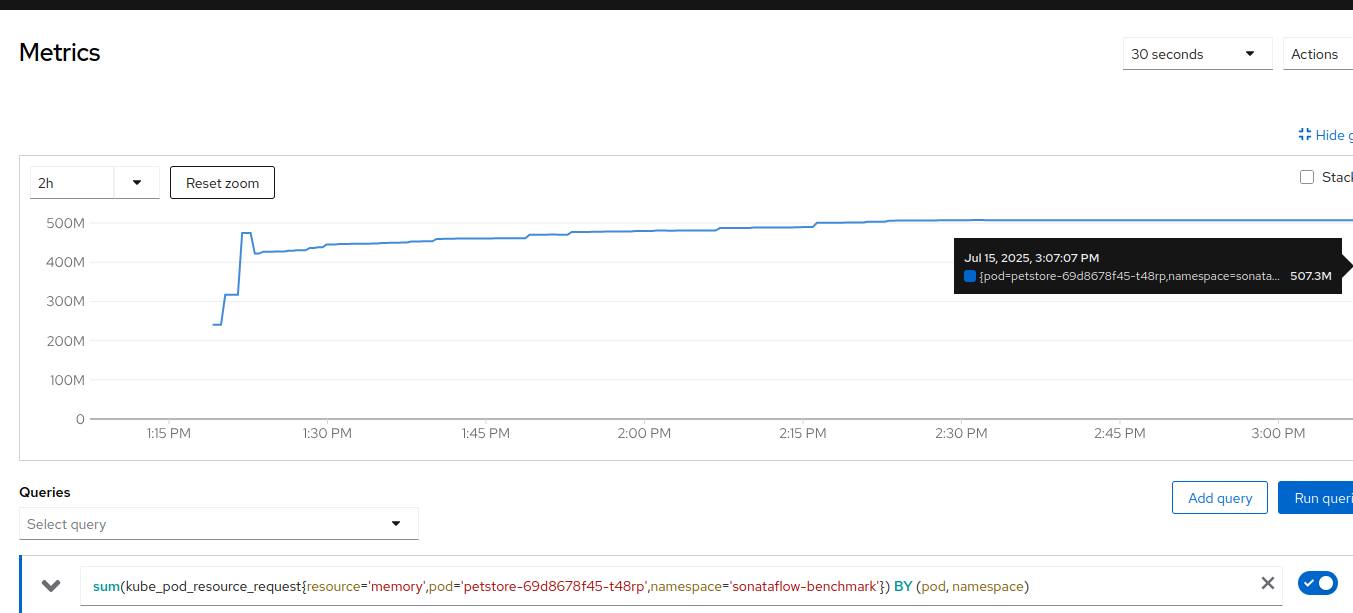 Metrics
30 seconds
Actions
Hide g
2h
Reset zoom
Stack
500M
400M
300M
200M
100M
0
Jul 15, 2025, 3:07:07 PM
{pod=petstore-69d8678f45-t48rp,namespace=sonata... 507.3M
1:15 PM 1:30 PM 1:45 PM 2:00 PM 2:15 PM 2:30 PM 2:45 PM 3:00 PM
Queries
Select query
Add query
Run queri
sum(kube_pod_resource_request{resource='memory',pod='petstore-69d8678f45-t48rp',namespace='sonataflow-benchmark'}) BY (pod, namespace)